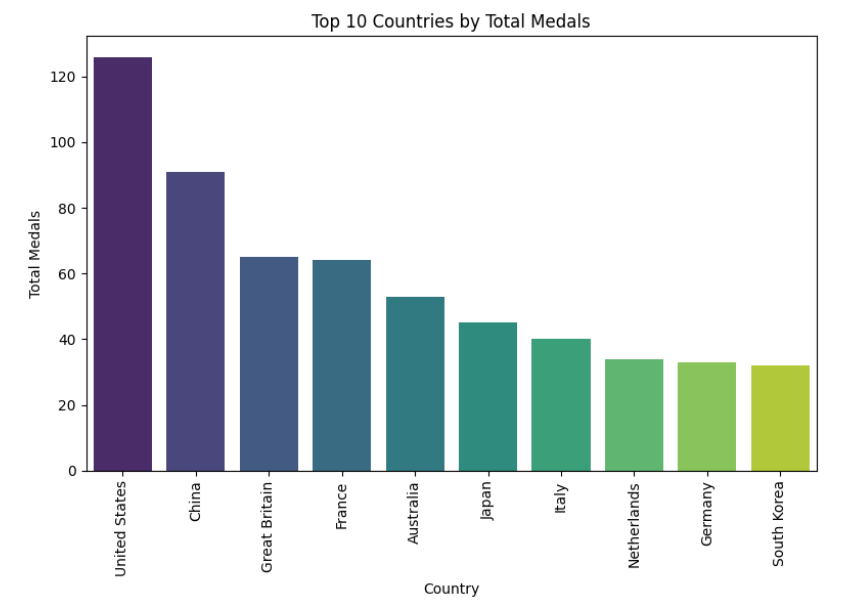 Top 10 Countries by Total Medals
Total Medals
120
100
80
60
40
20
0
United States
China
Great Britain
France
Australia
Japan
Italy
Netherlands
Germany
South Korea
Country